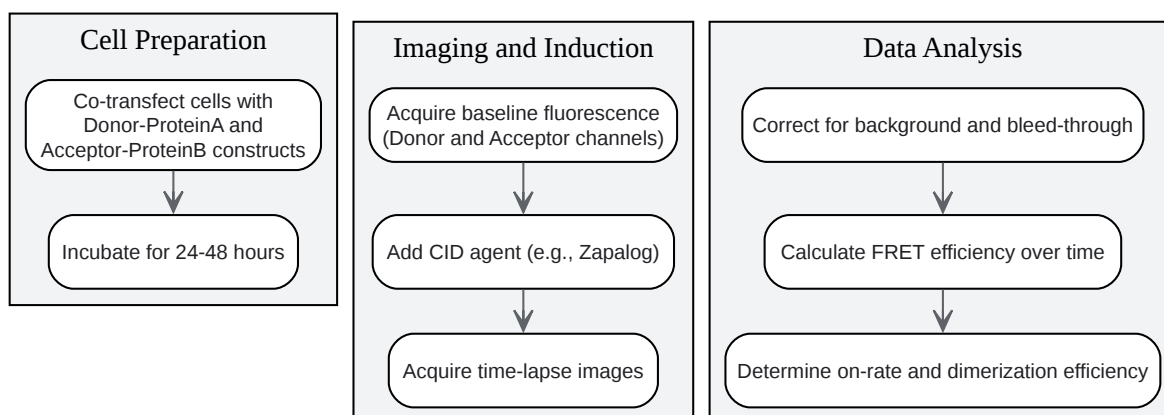 Cell Preparation
Co-transfect cells with
Donor-ProteinA and
Acceptor-ProteinB constructs
Incubate for 24-48 hours
Imaging and Induction
Acquire baseline fluorescence
(Donor and Acceptor channels)
Add CID agent (e.g., Zapalog)
Acquire time-lapse images
Data Analysis
Correct for background and bleed-through
Calculate FRET efficiency over time
Determine on-rate and dimerization efficiency